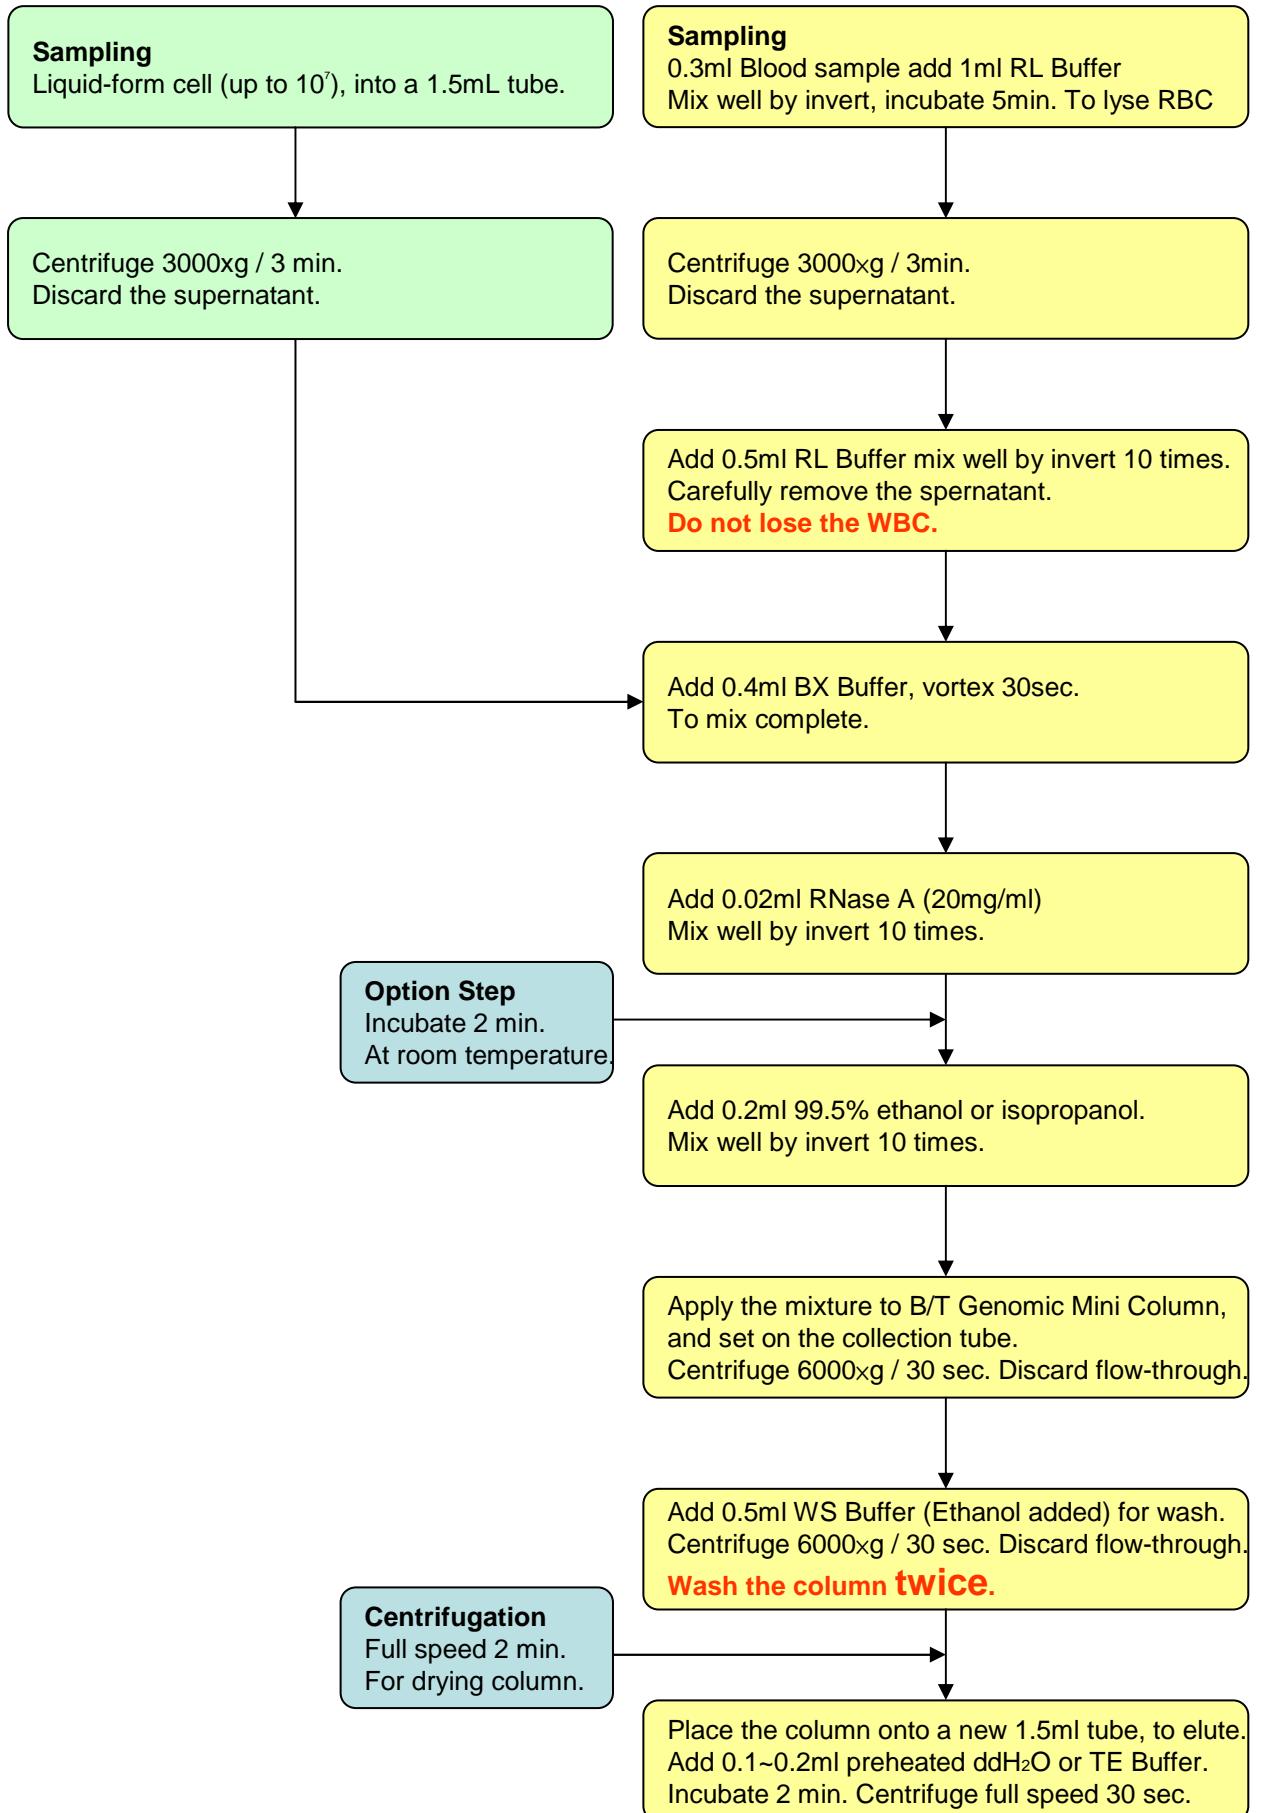 Sampling
Liquid-form cell (up to 10⁷), into a 1.5mL tube.
Sampling
0.3ml Blood sample add 1ml RL Buffer
Mix well by invert, incubate 5min. To lyse RBC
Centrifuge 3000xg / 3 min.
Discard the supernatant.
Centrifuge 3000×g / 3min.
Discard the supernatant.
Add 0.5ml RL Buffer mix well by invert 10 times.
Carefully remove the spernatant.
Do not lose the WBC.
Add 0.4ml BX Buffer, vortex 30sec.
To mix complete.
Add 0.02ml RNase A (20mg/ml)
Mix well by invert 10 times.
Option Step
Incubate 2 min.
At room temperature.
Add 0.2ml 99.5% ethanol or isopropanol.
Mix well by invert 10 times.
Apply the mixture to B/T Genomic Mini Column,
and set on the collection tube.
Centrifuge 6000×g / 30 sec. Discard flow-through.
Add 0.5ml WS Buffer (Ethanol added) for wash.
Centrifuge 6000×g / 30 sec. Discard flow-through.
Wash the column twice.
Centrifugation
Full speed 2 min.
For drying column.
Place the column onto a new 1.5ml tube, to elute.
Add 0.1~0.2ml preheated ddH₂O or TE Buffer.
Incubate 2 min. Centrifuge full speed 30 sec.